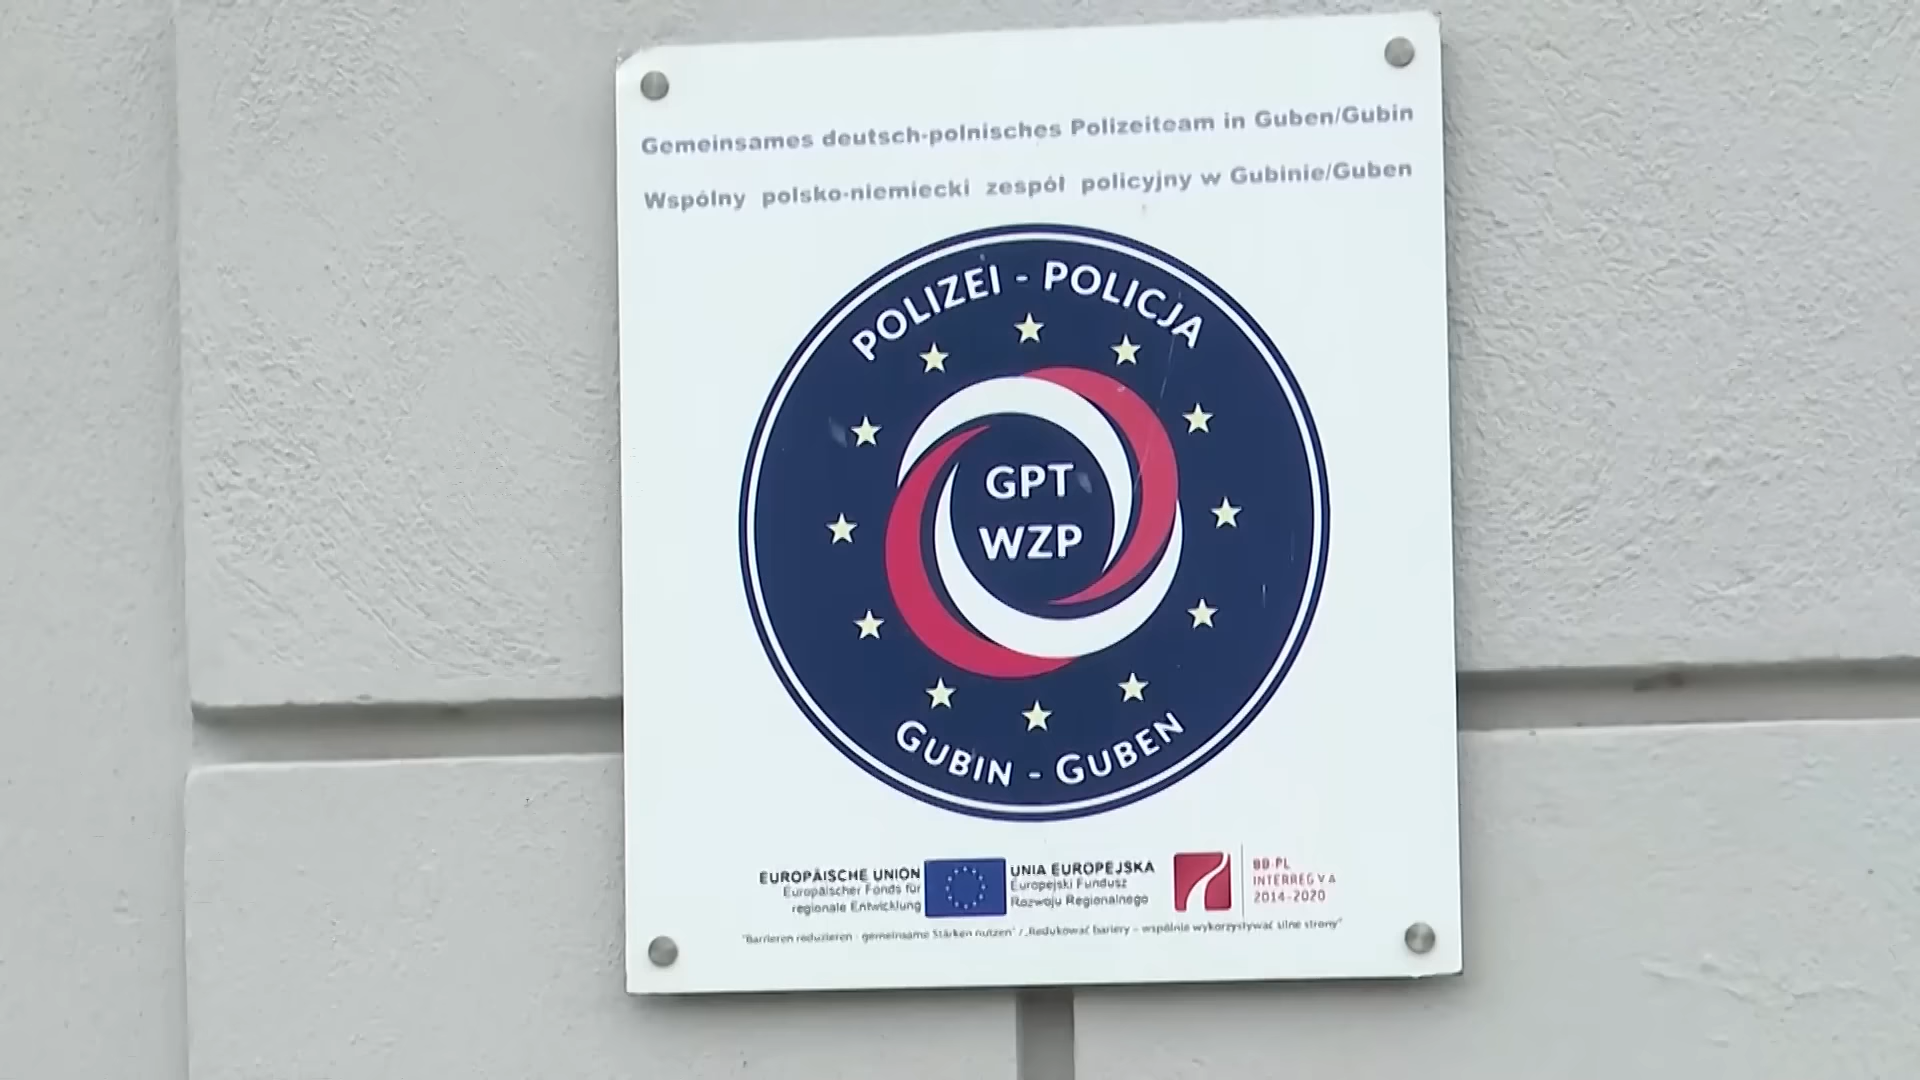 Gemeinsames deutsch-polnisches Polizeiteam in Guben/Gubin
Wspólny polsko-niemiecki zespół policyjny w Gubinie/Guben
POLIZEI - POLICJA
GPT
WZP
GUBIN - GUBEN
EUROPÄISCHE UNION
Europäischer Fonds für
regionale Entwicklung
UNIA EUROPEJSKA
Europejski Fundusz
Rozwoju Regionalnego
BB-PL
INTERREG V A
2014-2020
"Barrieren reduzieren - gemeinsame Stärken nutzen" / „Redukować bariery – wspólnie wykorzystywać silne strony"